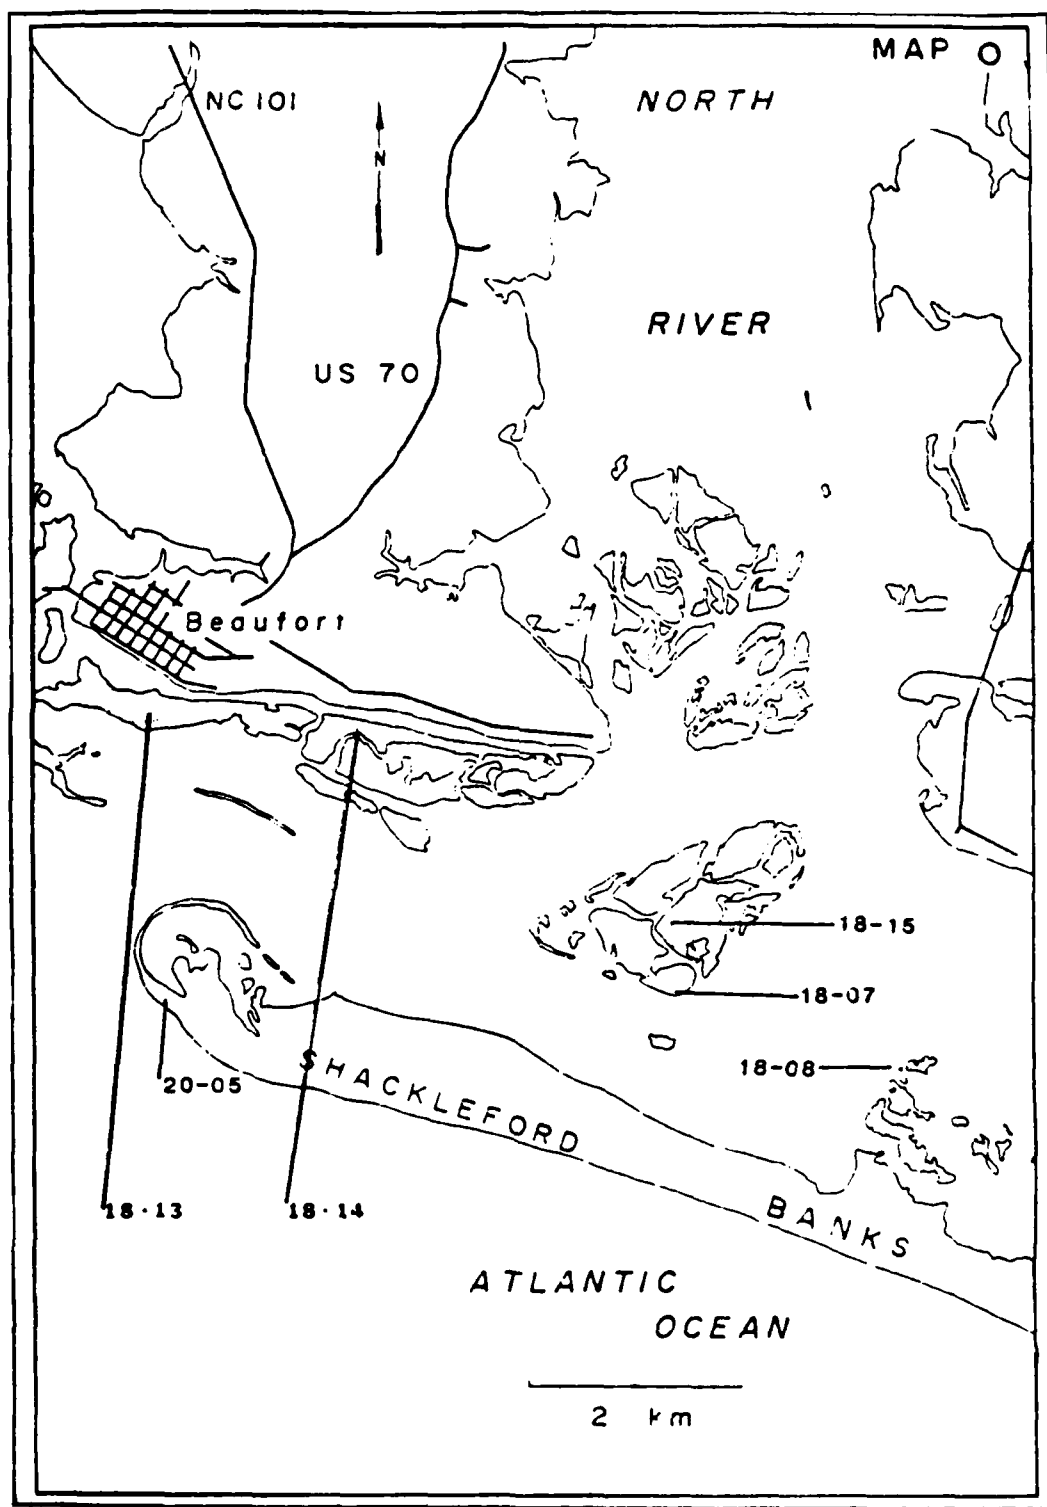 MAP O
NC 101
NORTH
N
RIVER
US 70
Beaufort
18-15
18-07
18-08
20-05
SHACKLEFORD
18·13
18·14
BANKS
ATLANTIC
OCEAN
2 km